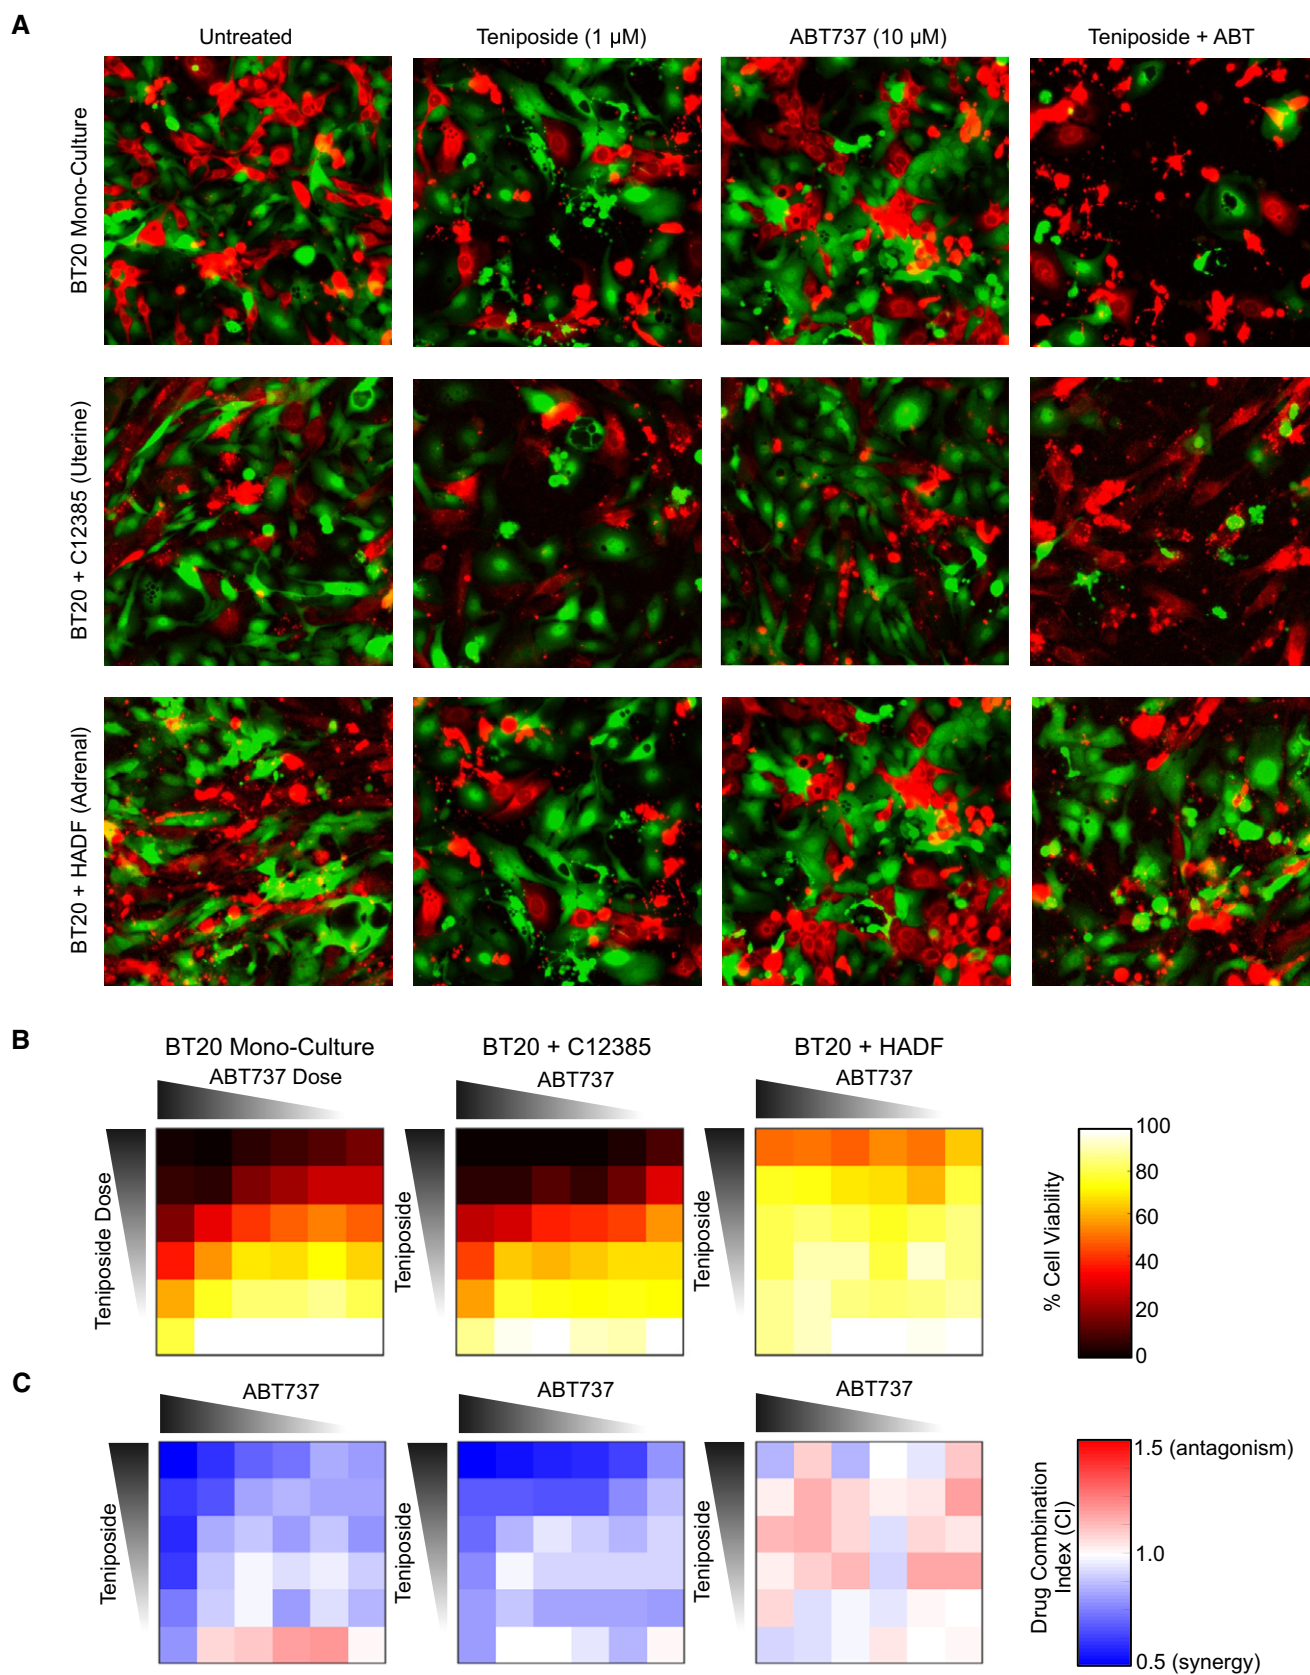 A
Untreated
Teniposide (1 µM)
ABT737 (10 µM)
Teniposide + ABT
BT20 Mono-Culture
BT20 + C12385 (Uterine)
BT20 + HADF (Adrenal)
B
BT20 Mono-Culture
BT20 + C12385
BT20 + HADF
ABT737 Dose
ABT737
ABT737
Teniposide Dose
Teniposide
Teniposide
% Cell Viability
100
80
60
40
20
0
C
ABT737
ABT737
ABT737
Teniposide
Teniposide
Teniposide
Drug Combination
Index (CI)
1.5 (antagonism)
1.0
0.5 (synergy)